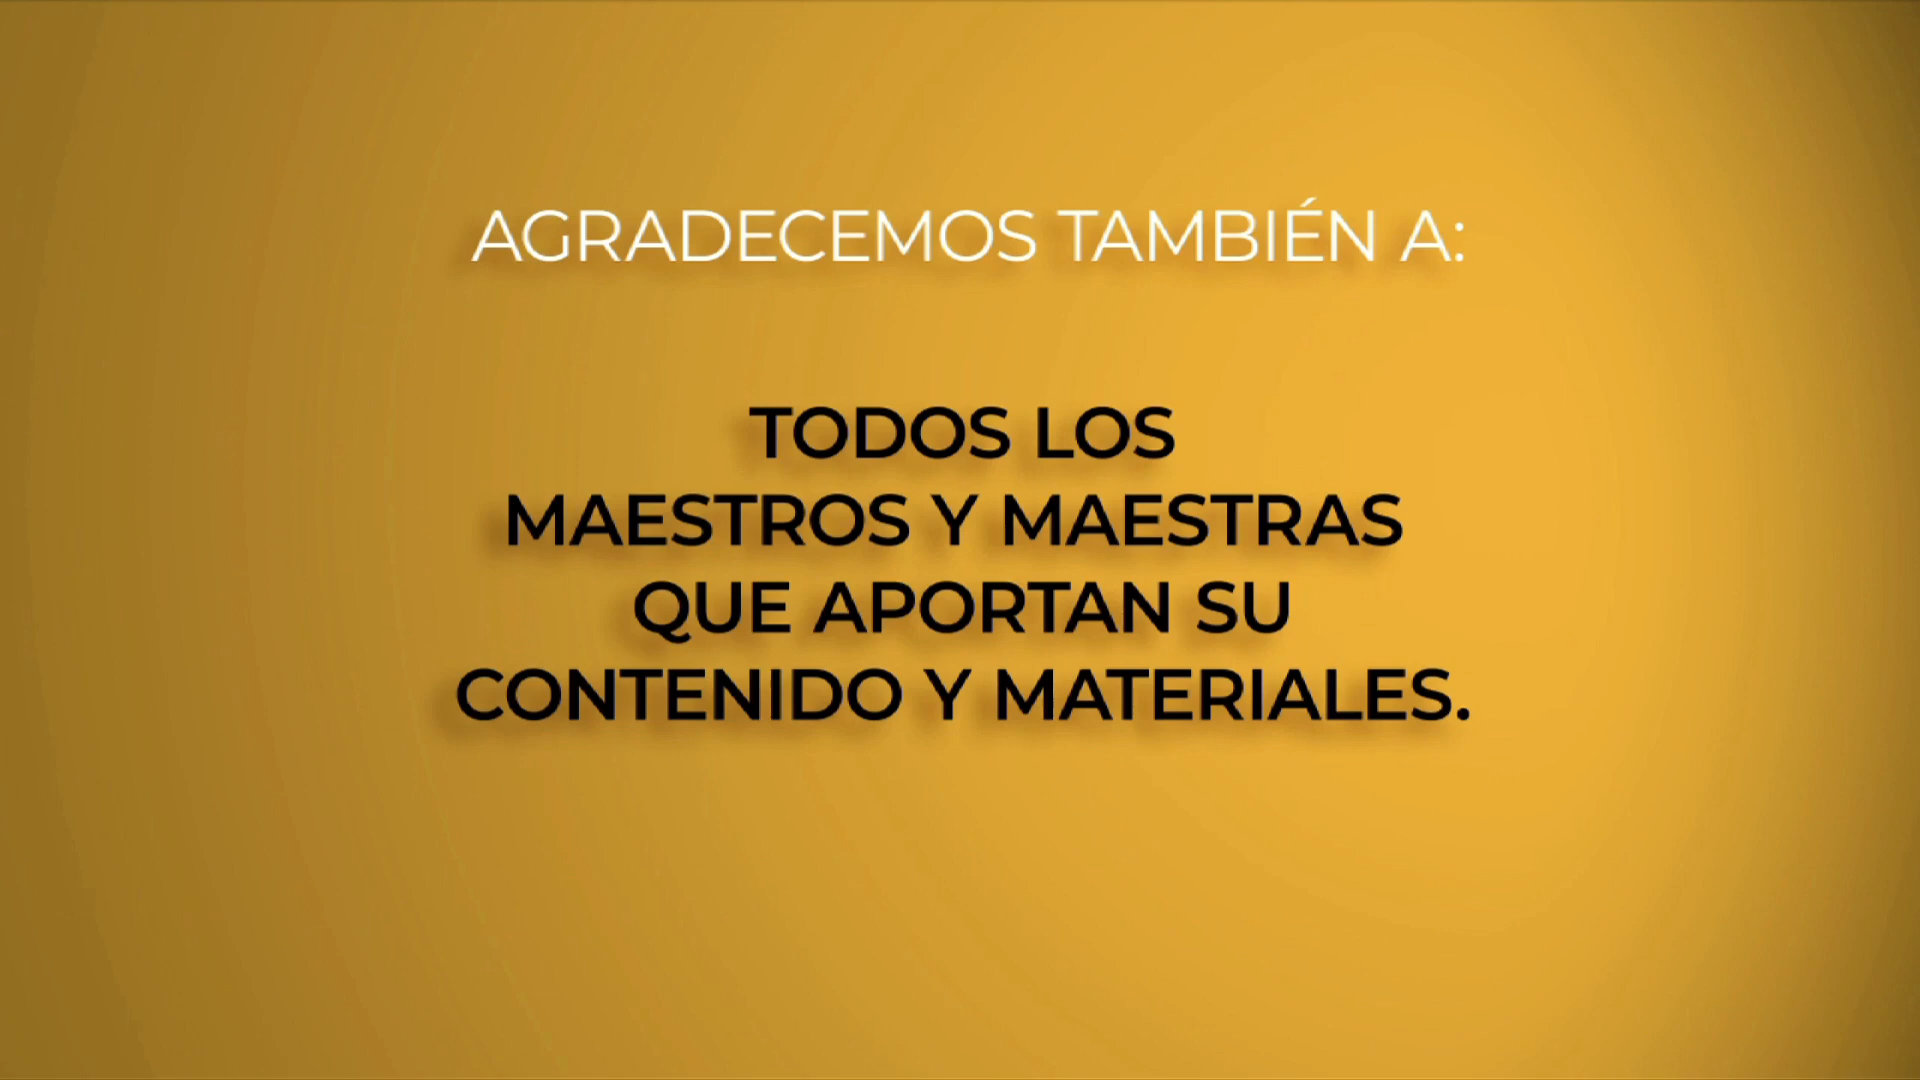 AGRADECEMOS TAMBIÉN A:
TODOS LOS
MAESTROS Y MAESTRAS
QUE APORTAN SU
CONTENIDO Y MATERIALES.